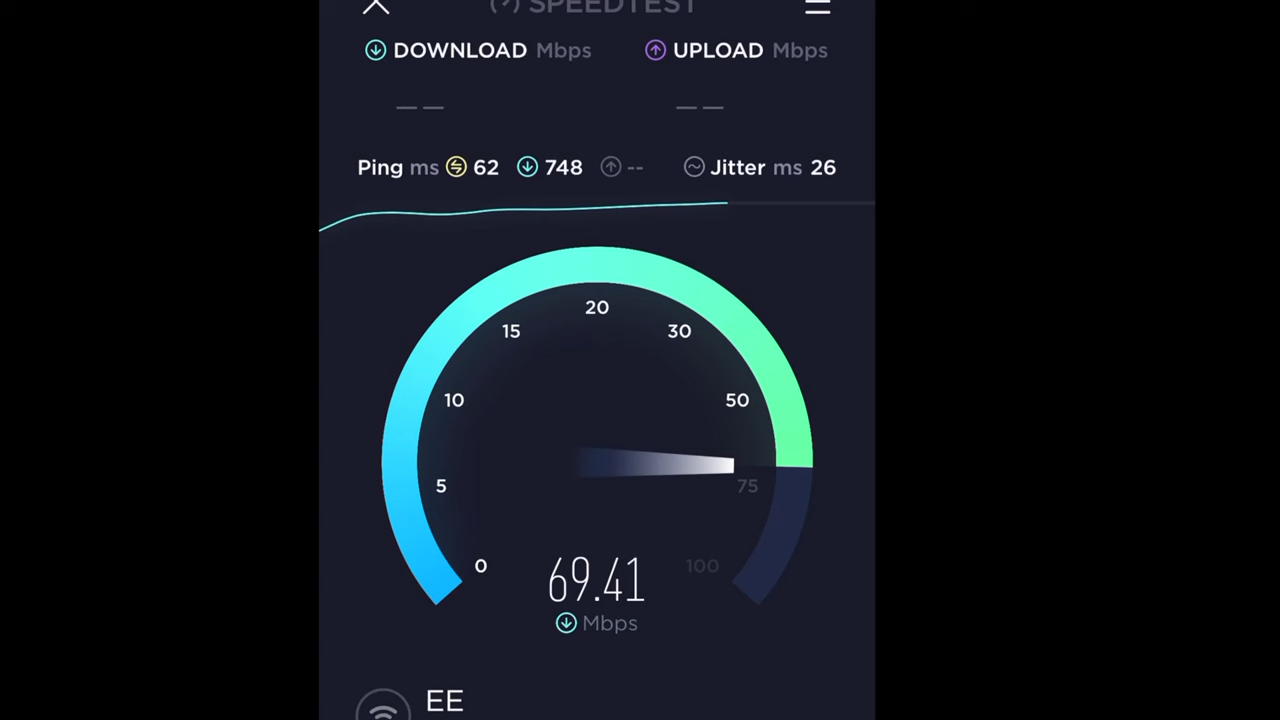 SPEEDTEST
DOWNLOAD Mbps UPLOAD Mbps
— — — —
Ping ms 62 748 -- Jitter ms 26
20
15 30
10 50
5 75
0 100
69.41
Mbps
EE